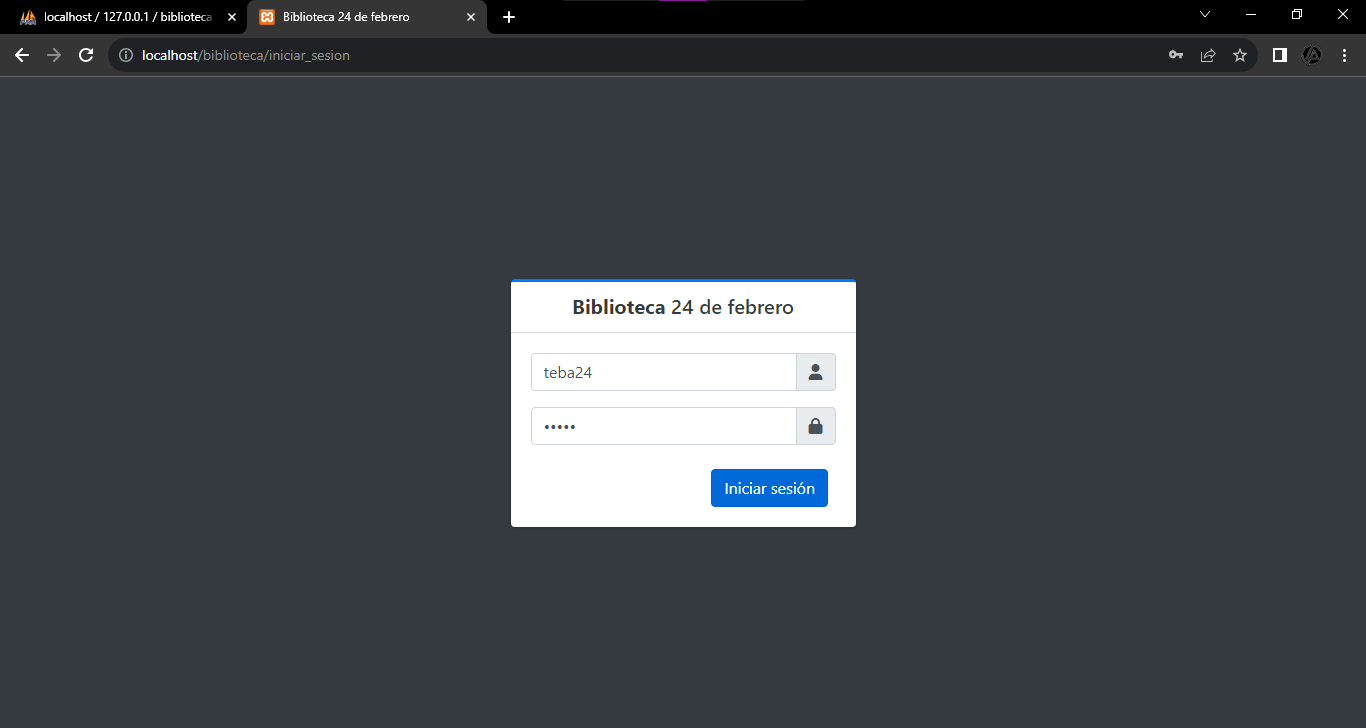 localhost / 127.0.0.1 / biblioteca
Biblioteca 24 de febrero
localhost/biblioteca/iniciar_sesion
Biblioteca 24 de febrero
teba24
•••••
Iniciar sesión